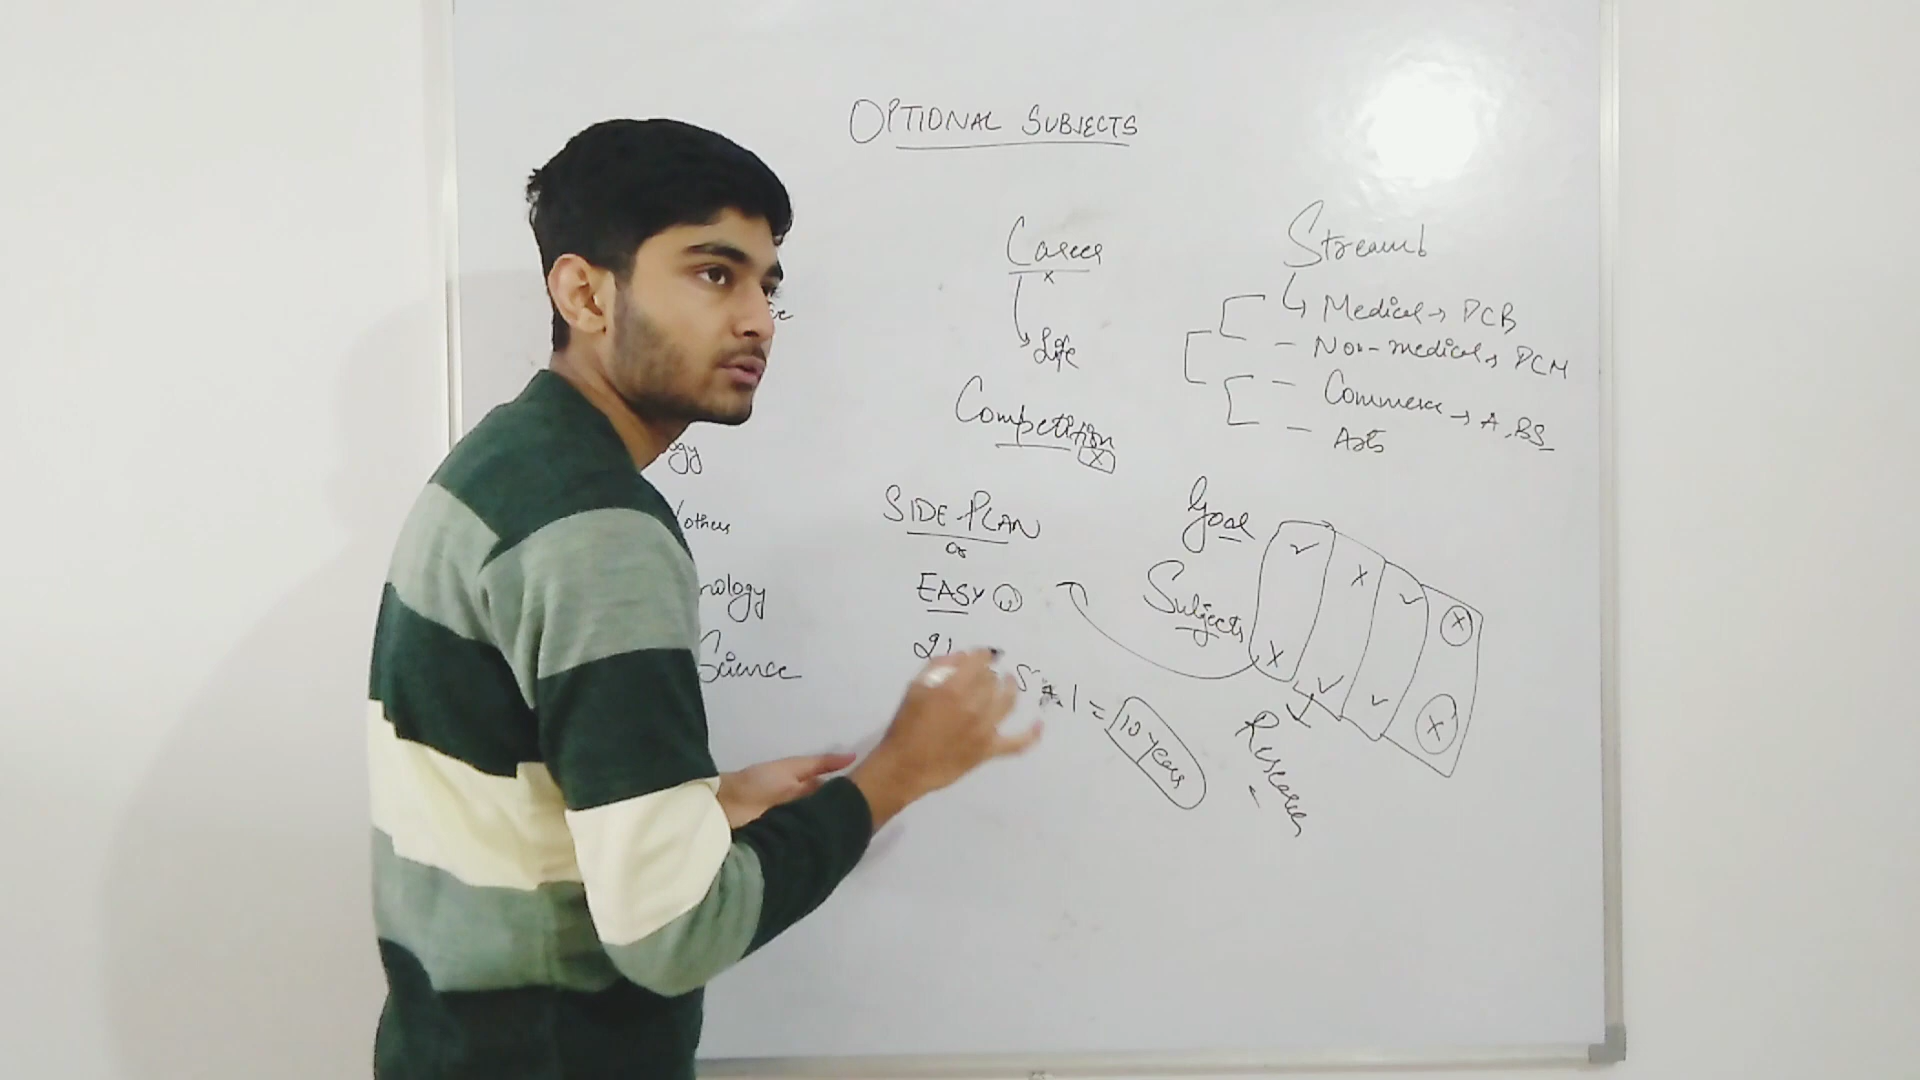 OPTIONAL SUBJECTS
Career
x
Life
Competition
X
SIDE-PLAN
or
EASY
= 10 years
Stream!
Medical → PCB
- Non-medical → PCM
- Commerce → A, BS
- Arts
Goal
✓ X ✓ X
Subjects
X ✓ ✓ X
ogy
/others
nology
Science